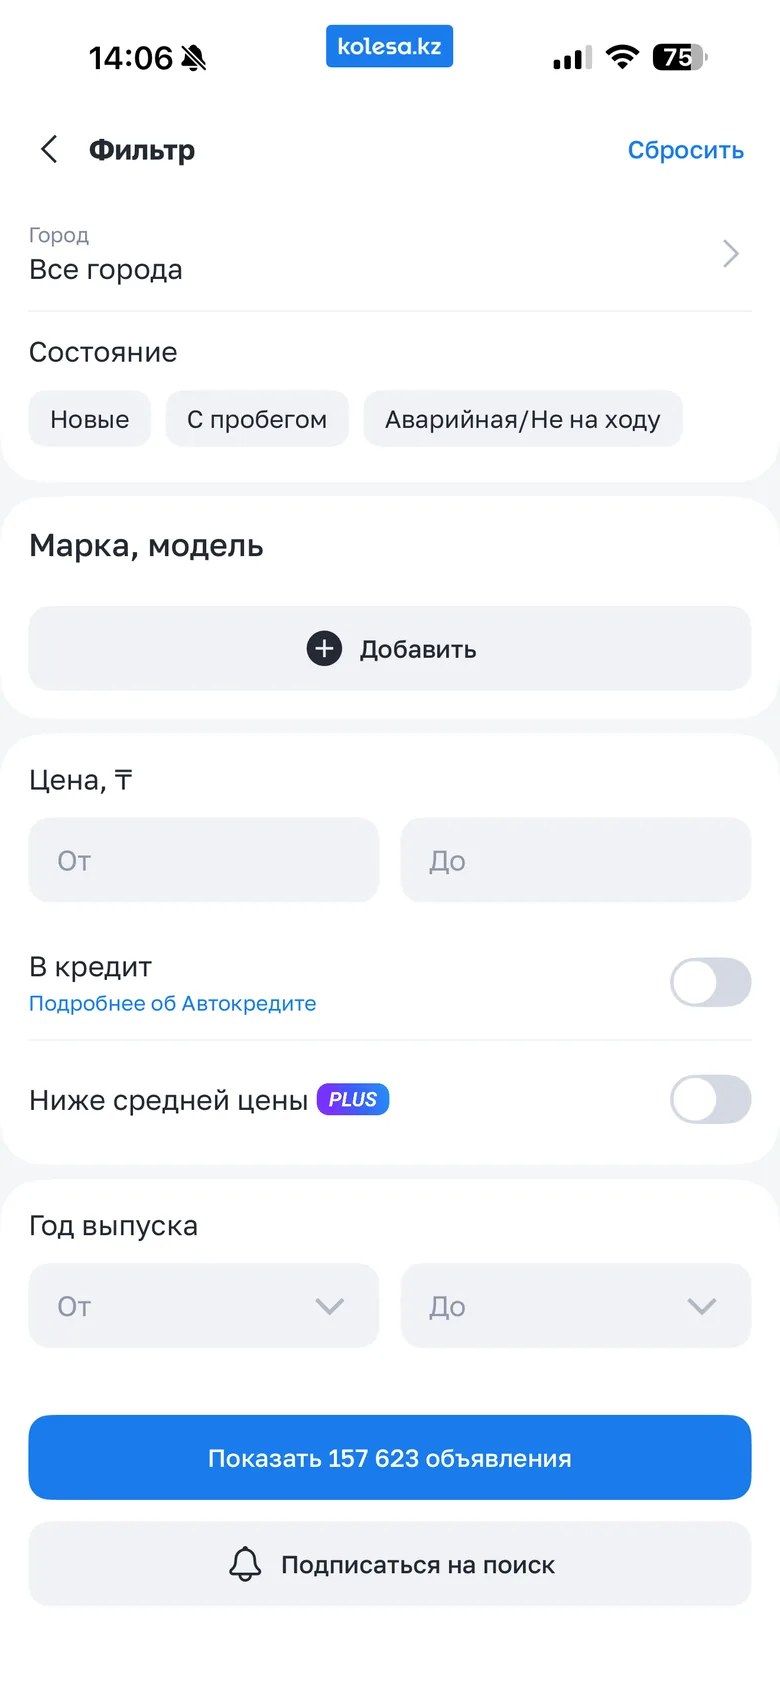 14:06
kolesa.kz
75
Фильтр
Сбросить
Город
Все города
Состояние
Новые
С пробегом
Аварийная/Не на ходу
Марка, модель
Добавить
Цена, ₸
От
До
В кредит
Подробнее об Автокредите
Ниже средней цены PLUS
Год выпуска
От
До
Показать 157 623 объявления
Подписаться на поиск